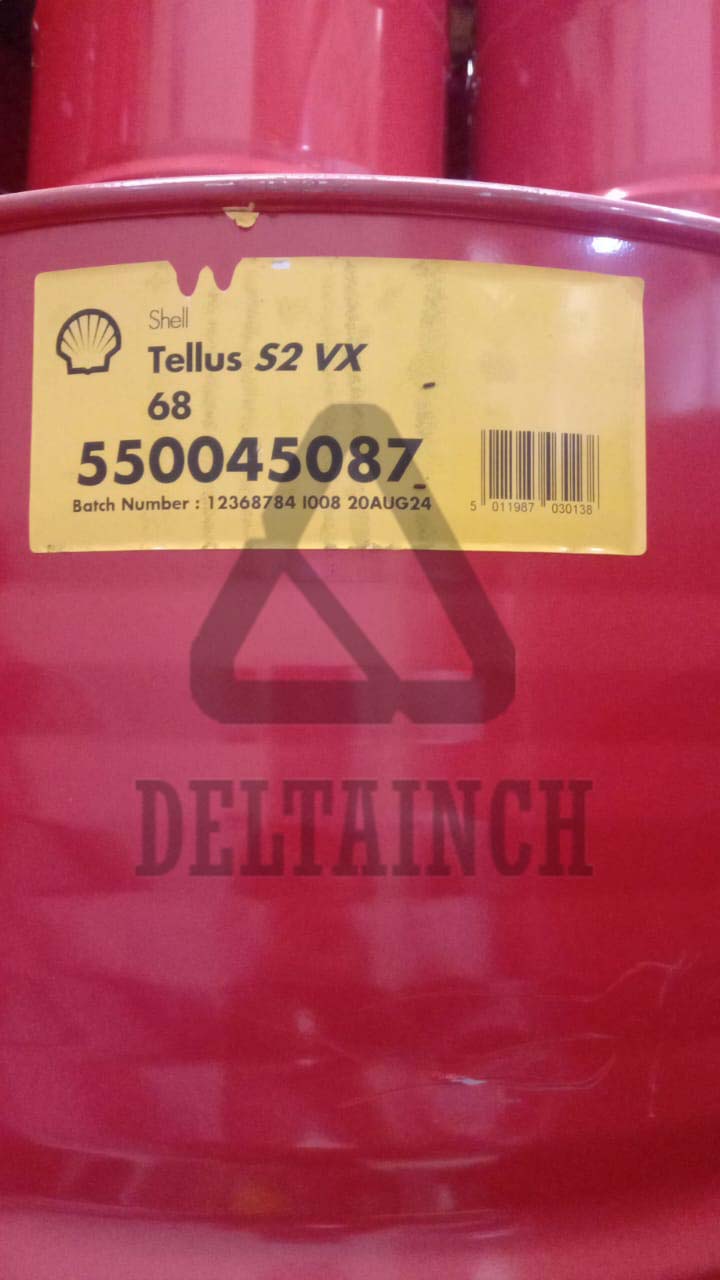 Shell
Tellus S2 VX
68
550045087
Batch Number : 12368784 I008 20AUG24
5 011987 030138
DELTAINCH